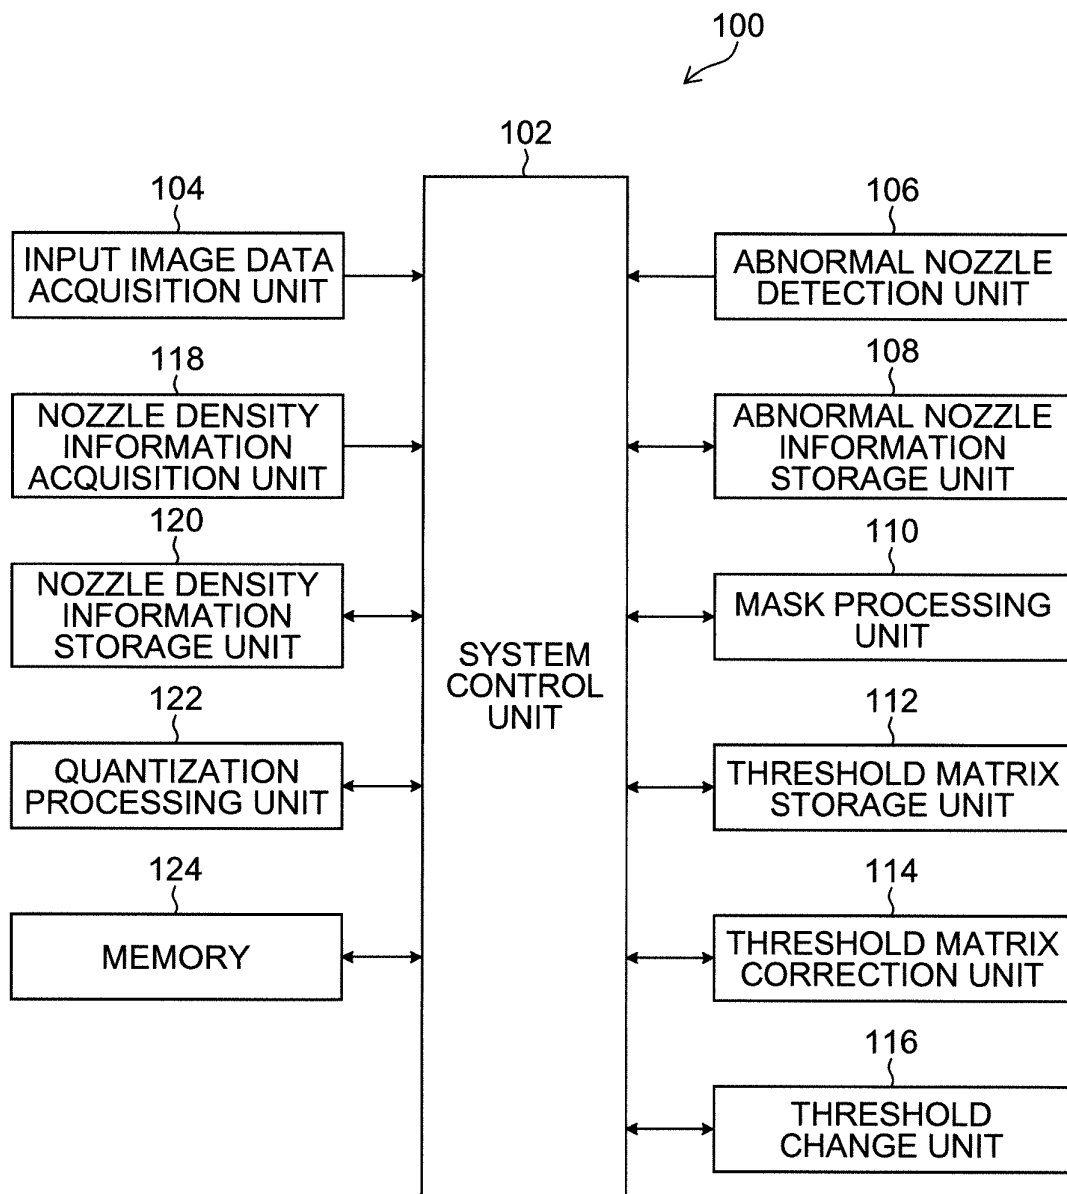 100
102
104
INPUT IMAGE DATA
ACQUISITION UNIT
118
NOZZLE DENSITY
INFORMATION
ACQUISITION UNIT
120
NOZZLE DENSITY
INFORMATION
STORAGE UNIT
122
QUANTIZATION
PROCESSING UNIT
124
MEMORY
SYSTEM
CONTROL
UNIT
106
ABNORMAL NOZZLE
DETECTION UNIT
108
ABNORMAL NOZZLE
INFORMATION
STORAGE UNIT
110
MASK PROCESSING
UNIT
112
THRESHOLD MATRIX
STORAGE UNIT
114
THRESHOLD MATRIX
CORRECTION UNIT
116
THRESHOLD
CHANGE UNIT